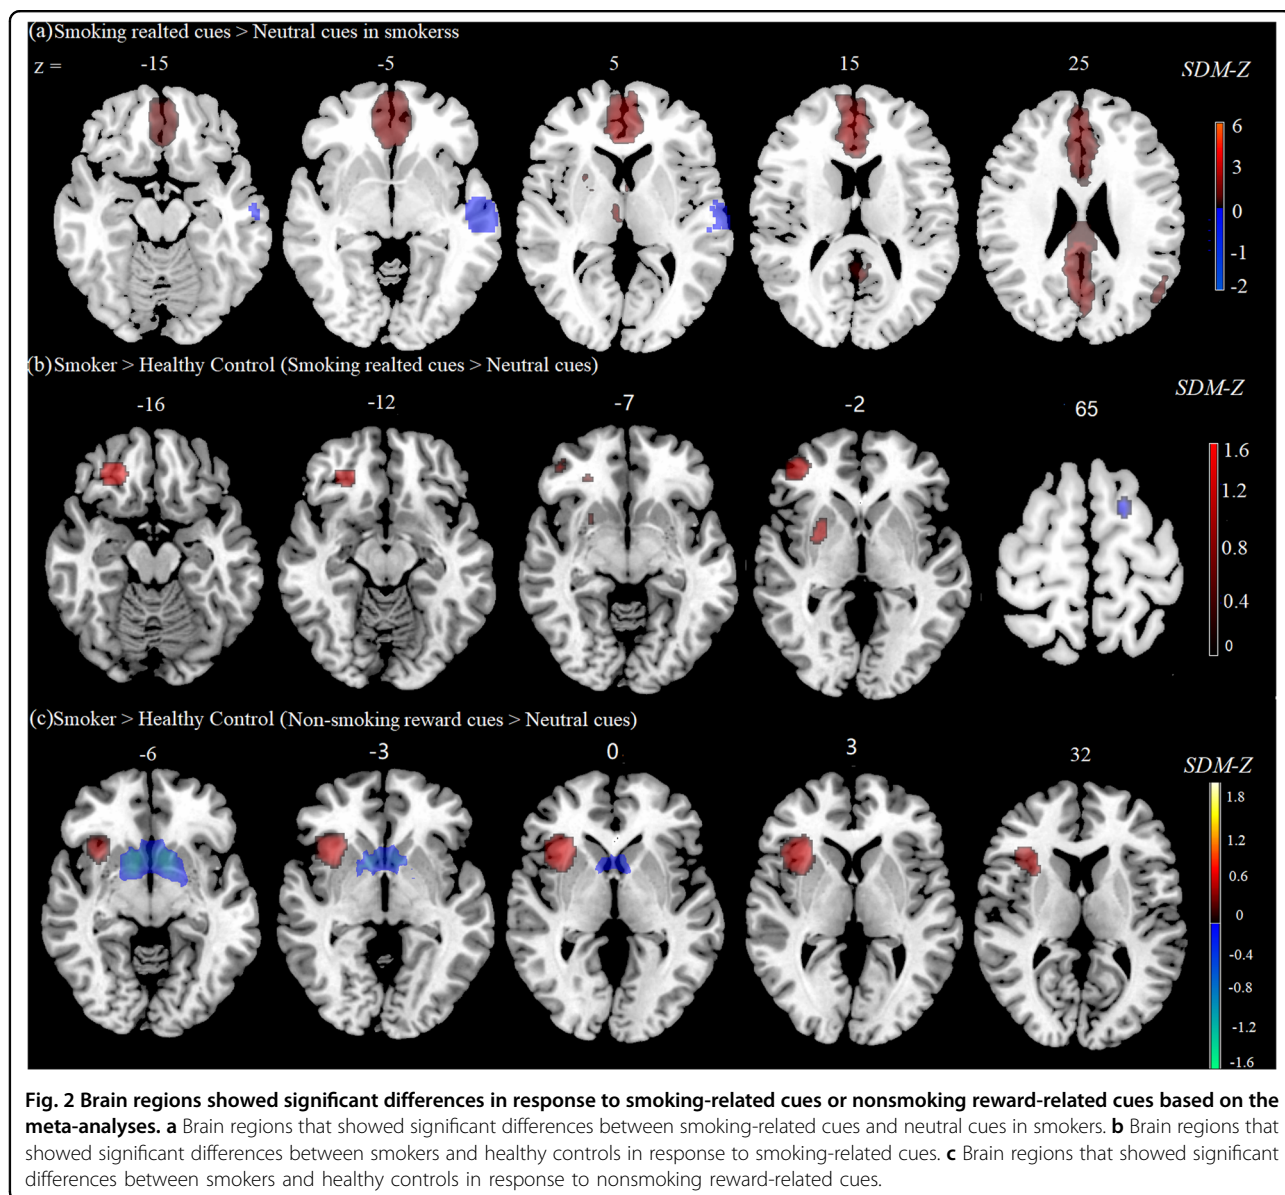 (a) Smoking realted cues > Neutral cues in smokerss
z = -15 -5 5 15 25 SDM-Z
6
3
0
-1
-2
(b) Smoker > Healthy Control (Smoking realted cues > Neutral cues)
-16 -12 -7 -2 65 SDM-Z
1.6
1.2
0.8
0.4
0
(c) Smoker > Healthy Control (Non-smoking reward cues > Neutral cues)
-6 -3 0 3 32 SDM-Z
1.8
1.2
0.6
0
-0.4
-0.8
-1.2
-1.6
Fig. 2 Brain regions showed significant differences in response to smoking-related cues or nonsmoking reward-related cues based on the
meta-analyses. a Brain regions that showed significant differences between smoking-related cues and neutral cues in smokers. b Brain regions that
showed significant differences between smokers and healthy controls in response to smoking-related cues. c Brain regions that showed significant
differences between smokers and healthy controls in response to nonsmoking reward-related cues.